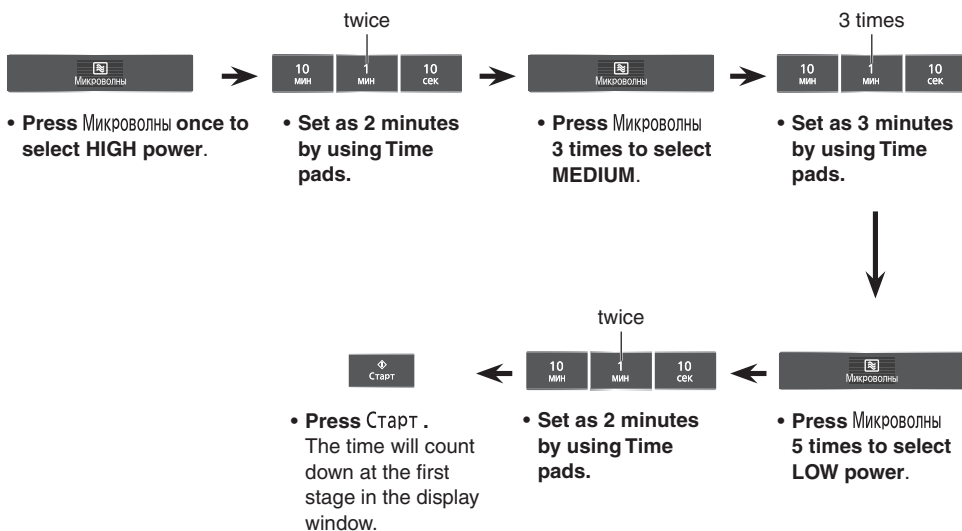 twice
3 times
Микроволны
10 1 10
мин мин сек
Микроволны
10 1 10
мин мин сек
• Press Микроволны once to
select HIGH power.
• Set as 2 minutes
by using Time
pads.
• Press Микроволны
3 times to select
MEDIUM.
• Set as 3 minutes
by using Time
pads.
twice
Старт
10 1 10
мин мин сек
Микроволны
• Press Старт .
The time will count
down at the first
stage in the display
window.
• Set as 2 minutes
by using Time
pads.
• Press Микроволны
5 times to select
LOW power.